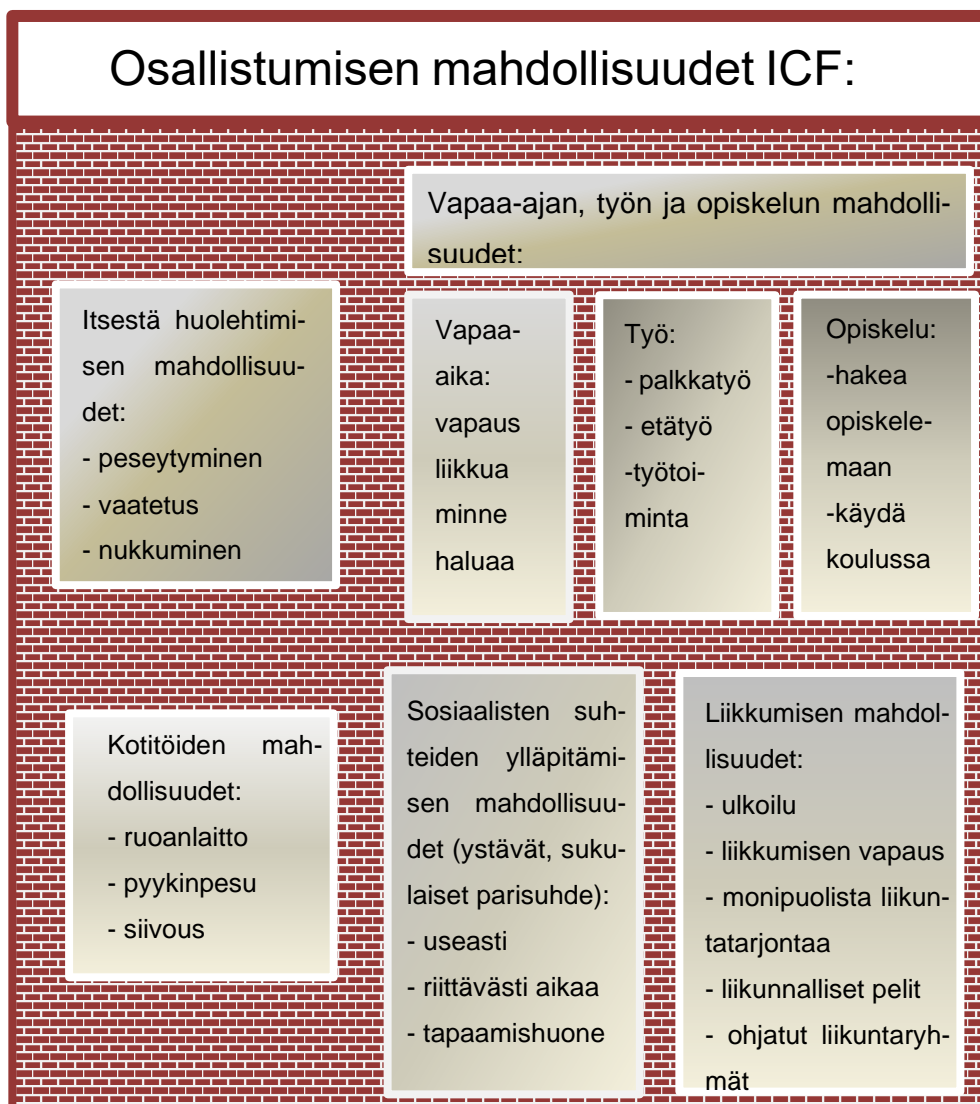 Osallistumisen mahdollisuudet ICF:
Vapaa-ajan, työn ja opiskelun mahdolli-
suudet:
Itsestä huolehtimi-
sen mahdollisuu-
det:
- peseytyminen
- vaatetus
- nukkuminen
Vapaa-
aika:
vapaus
liikkua
minne
haluaa
Työ:
- palkkatyö
- etätyö
-työtoi-
minta
Opiskelu:
-hakea
opiskele-
maan
-käydä
koulussa
Kotitöiden mah-
dollisuudet:
- ruoanlaitto
- pyykinpesu
- siivous
Sosiaalisten suh-
teiden ylläpitämi-
sen mahdollisuu-
det (ystävät, suku-
laiset parisuhde):
- useasti
- riittävästi aikaa
- tapaamishuone
Liikkumisen mahdol-
lisuudet:
- ulkoilu
- liikkumisen vapaus
- monipuolista liikun-
tatarjontaa
- liikunnalliset pelit
- ohjatut liikuntaryh-
mät